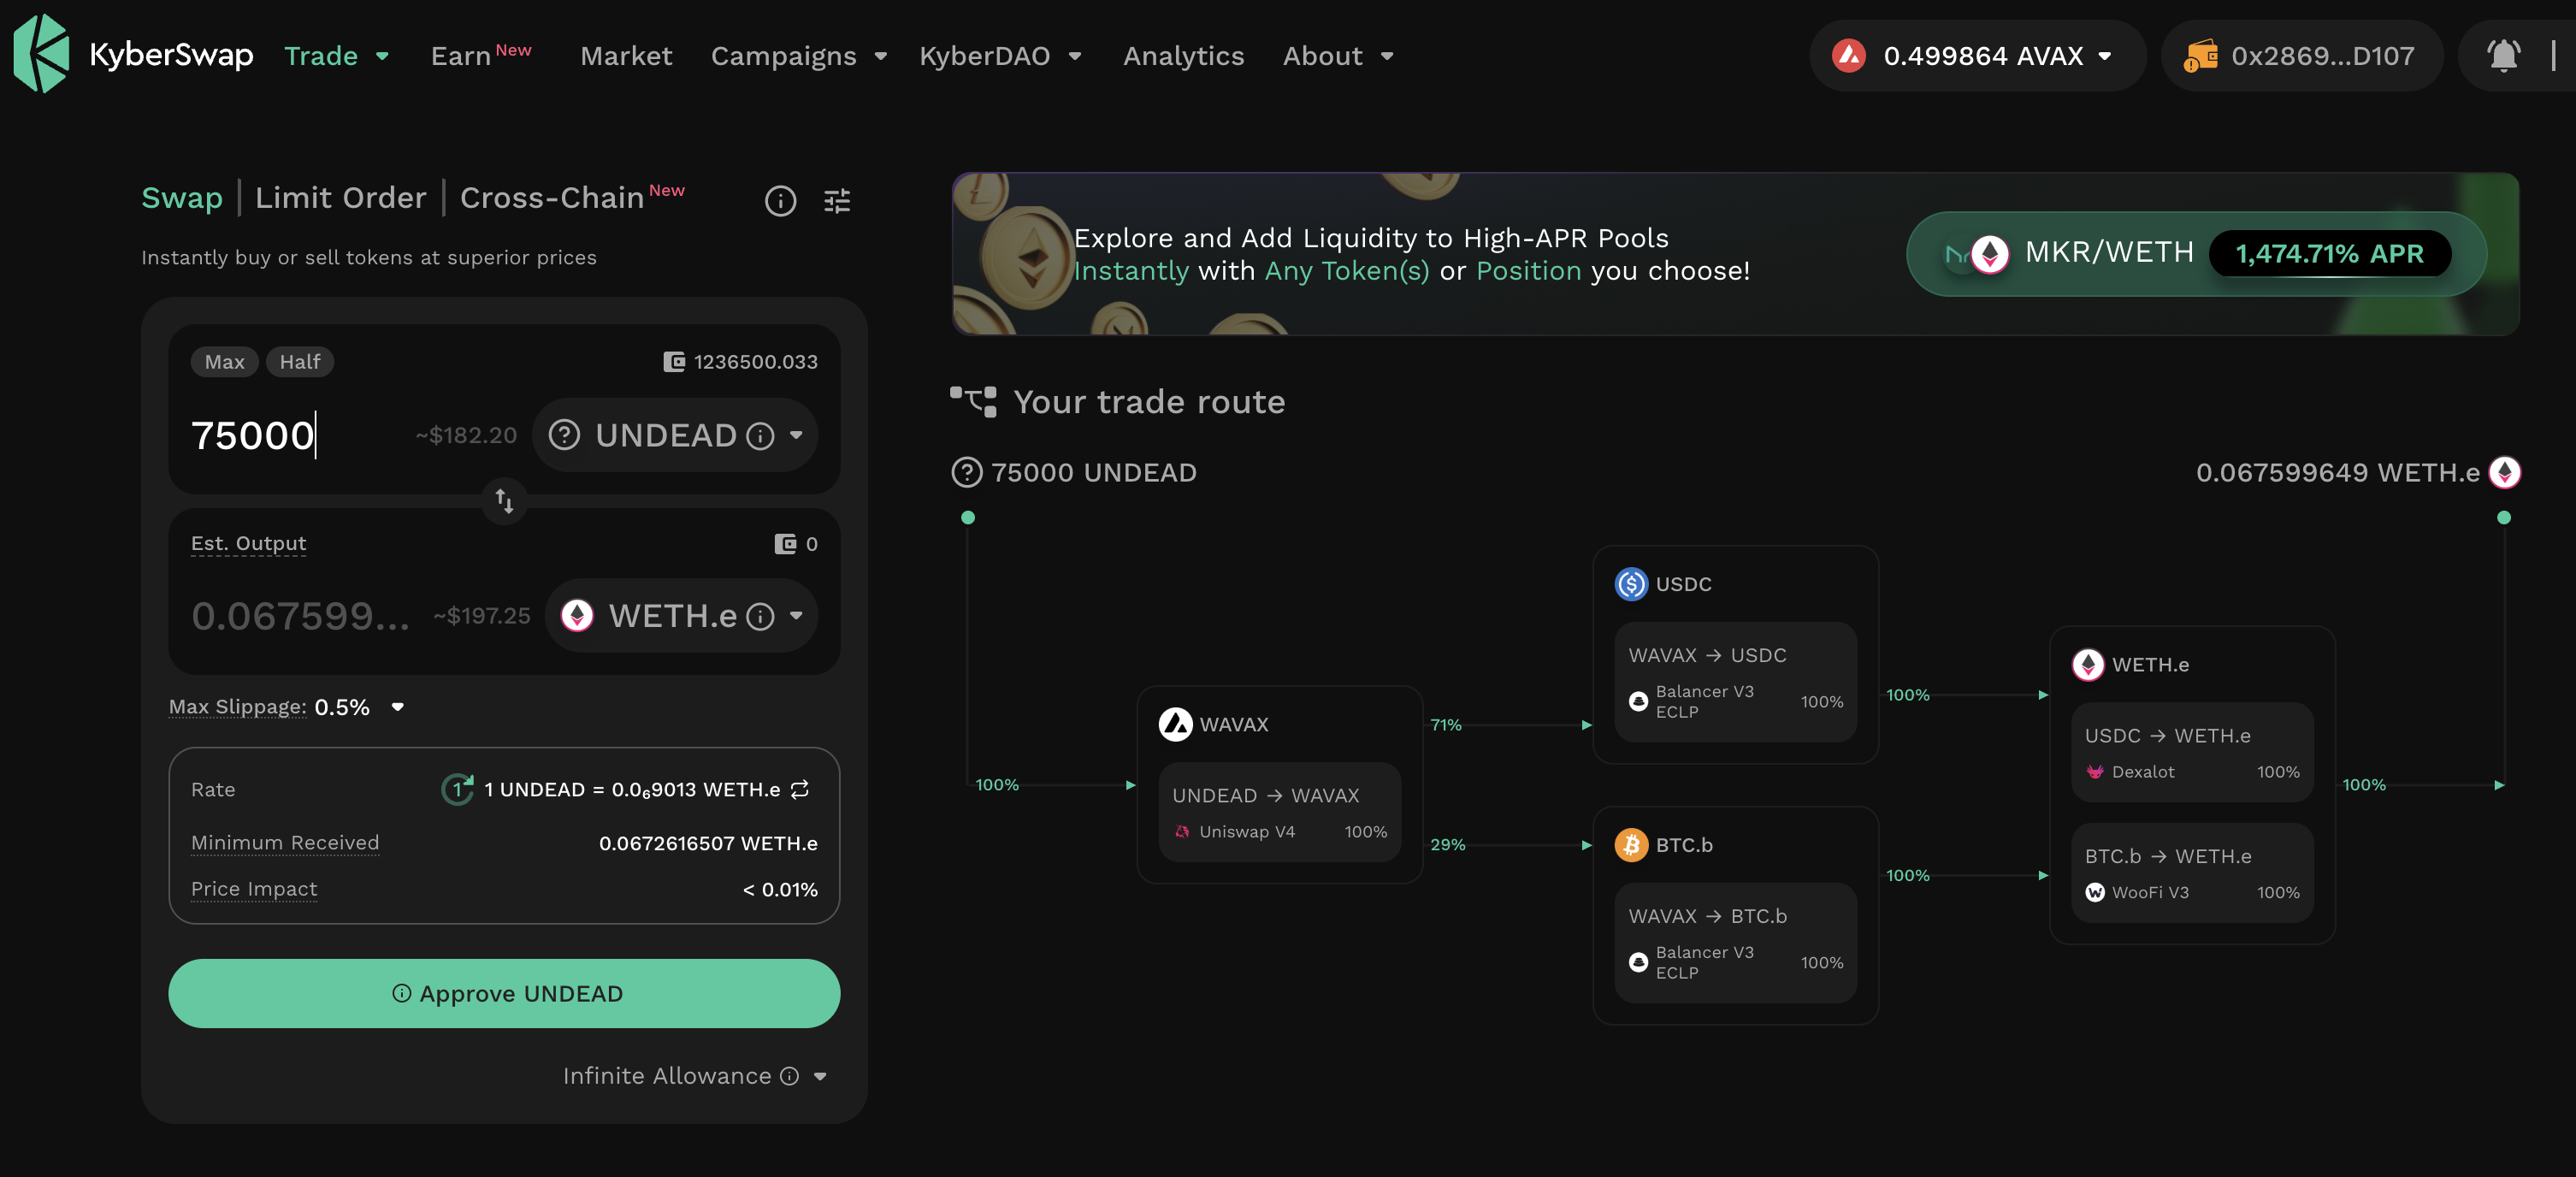 KyberSwap Trade Earn New Market Campaigns KyberDAO Analytics About 0.499864 AVAX 0x2869...D107
Swap | Limit Order | Cross-Chain New
Instantly buy or sell tokens at superior prices
Max Half 1236500.033
75000 ~$182.20 UNDEAD
Est. Output 0
0.067599... ~$197.25 WETH.e
Max Slippage: 0.5%
Rate 1 1 UNDEAD = 0.0₆9013 WETH.e
Minimum Received 0.0672616507 WETH.e
Price Impact < 0.01%
Approve UNDEAD
Infinite Allowance
Explore and Add Liquidity to High-APR Pools
Instantly with Any Token(s) or Position you choose!
MKR/WETH 1,474.71% APR
Your trade route
75000 UNDEAD 0.067599649 WETH.e
100%
WAVAX
UNDEAD → WAVAX
Uniswap V4 100%
71%
29%
USDC
WAVAX → USDC
Balancer V3
ECLP
100%
100%
BTC.b
WAVAX → BTC.b
Balancer V3
ECLP
100%
100%
WETH.e
USDC → WETH.e
Dexalot 100%
BTC.b → WETH.e
WooFi V3 100%
100%